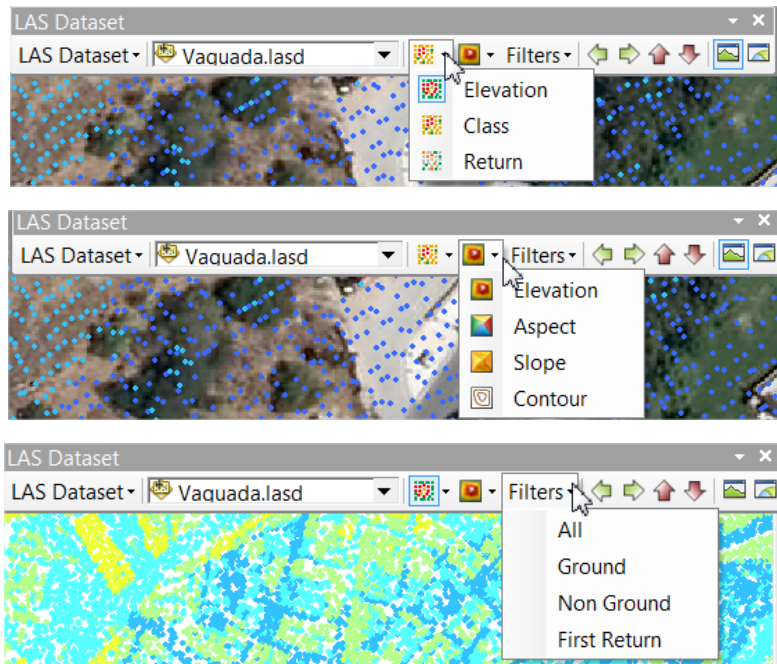 LAS Dataset
LAS Dataset Vaquada.lasd Filters
Elevation
Class
Return
LAS Dataset
LAS Dataset Vaquada.lasd Filters
Elevation
Aspect
Slope
Contour
LAS Dataset
LAS Dataset Vaquada.lasd Filters
All
Ground
Non Ground
First Return